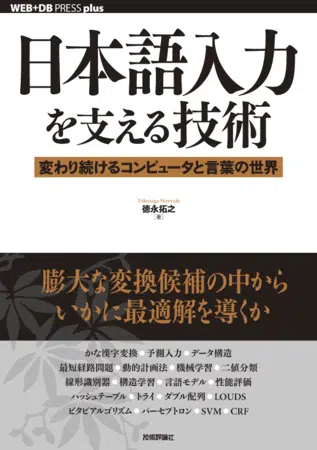 WEB+DB PRESS plus
日本語入力
を支える技術
変わり続けるコンピュータと言葉の世界
徳永拓之
[著]
膨大な変換候補の中から
いかに最適解を導くか
かな漢字変換●予測入力●データ構造
最短経路問題●動的計画法●機械学習●二値分類
線形識別器●構造学習●言語モデル●性能評価
ハッシュテーブル●トライ●ダブル配列●LOUDS
ビタビアルゴリズム●パーセプトロン●SVM●CRF
技術評論社